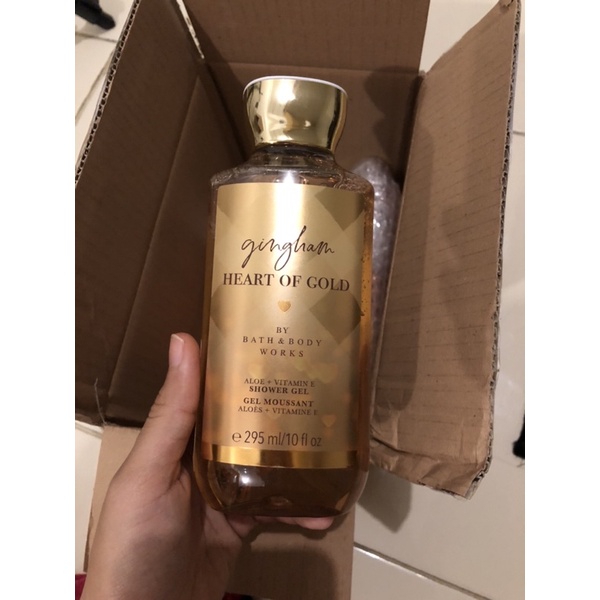 gingham
HEART OF GOLD
BY
BATH & BODY
WORKS
ALOE + VITAMIN E
SHOWER GEL
GEL MOUSSANT
ALOÈS + VITAMINE E
℮ 295 ml/10 fl oz